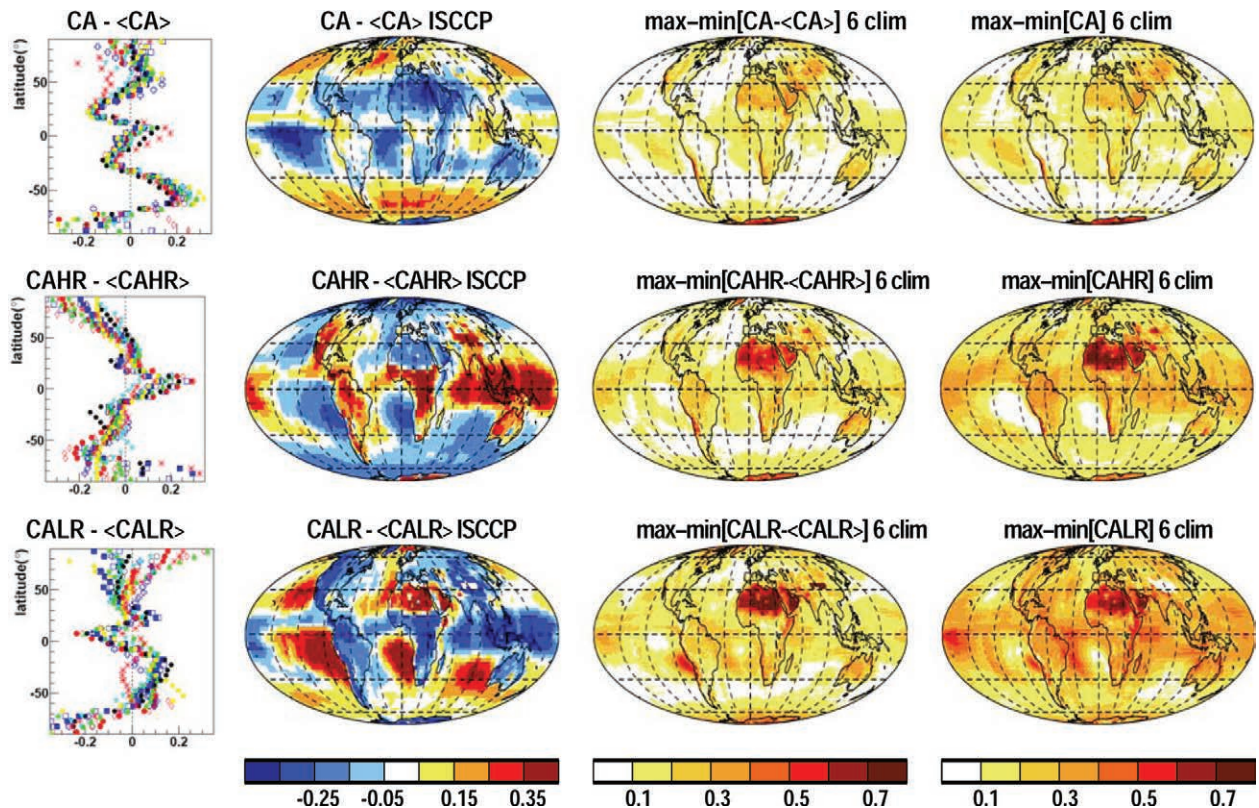 CA - <CA>
CA - <CA> ISCCP
max–min[CA-<CA>] 6 clim
max–min[CA] 6 clim
latitude(°)
50
0
-50
-0.2 0 0.2
CAHR - <CAHR>
CAHR - <CAHR> ISCCP
max–min[CAHR-<CAHR>] 6 clim
max–min[CAHR] 6 clim
latitude(°)
50
0
-50
-0.2 0 0.2
CALR - <CALR>
CALR - <CALR> ISCCP
max–min[CALR-<CALR>] 6 clim
max–min[CALR] 6 clim
latitude(°)
50
0
-50
-0.2 0 0.2
-0.25 -0.05 0.15 0.35
0.1 0.3 0.5 0.7
0.1 0.3 0.5 0.7